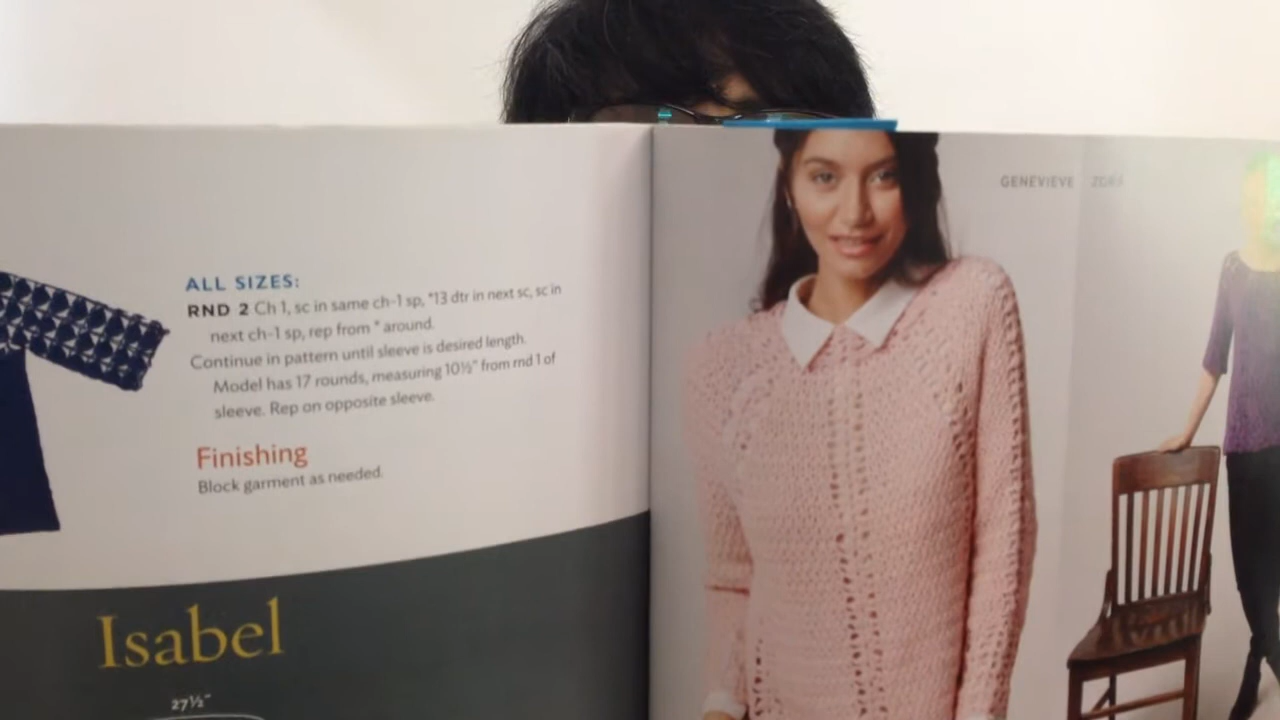 ALL SIZES:
RND 2 Ch 1, sc in same ch-1 sp, *13 dtr in next sc, sc in
next ch-1 sp, rep from * around.
Continue in pattern until sleeve is desired length.
Model has 17 rounds, measuring 10½" from rnd 1 of
sleeve. Rep on opposite sleeve.
Finishing
Block garment as needed.
Isabel
27½"
GENEVIEVE